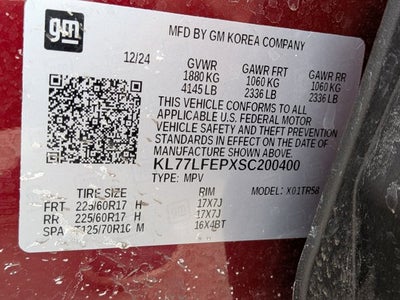 gm
MFD BY GM KOREA COMPANY
12/24 GVWR GAWR FRT GAWR RR
1880 KG 1060 KG 1060 KG
4145 LB 2336 LB 2336 LB
THIS VEHICLE CONFORMS TO ALL
APPLICABLE U.S. FEDERAL MOTOR
VEHICLE SAFETY AND THEFT PREVENTION
STANDARDS IN EFFECT ON THE DATE OF
MANUFACTURE SHOWN ABOVE.
KL77LFEPXSC200400
TYPE: MPV MODEL: X01TR58
TIRE SIZE RIM
FRT 225/60R17 H 17X7J
RR 225/60R17 H 17X7J
SPA T125/70R16 M 16X4BT